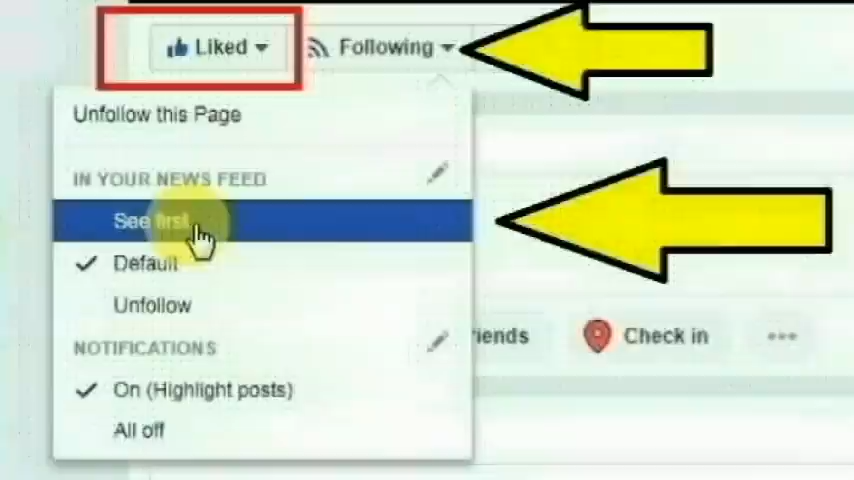 Liked
Following
Unfollow this Page
IN YOUR NEWS FEED
See first
Default
Unfollow
riends
Check in
NOTIFICATIONS
On (Highlight posts)
All off